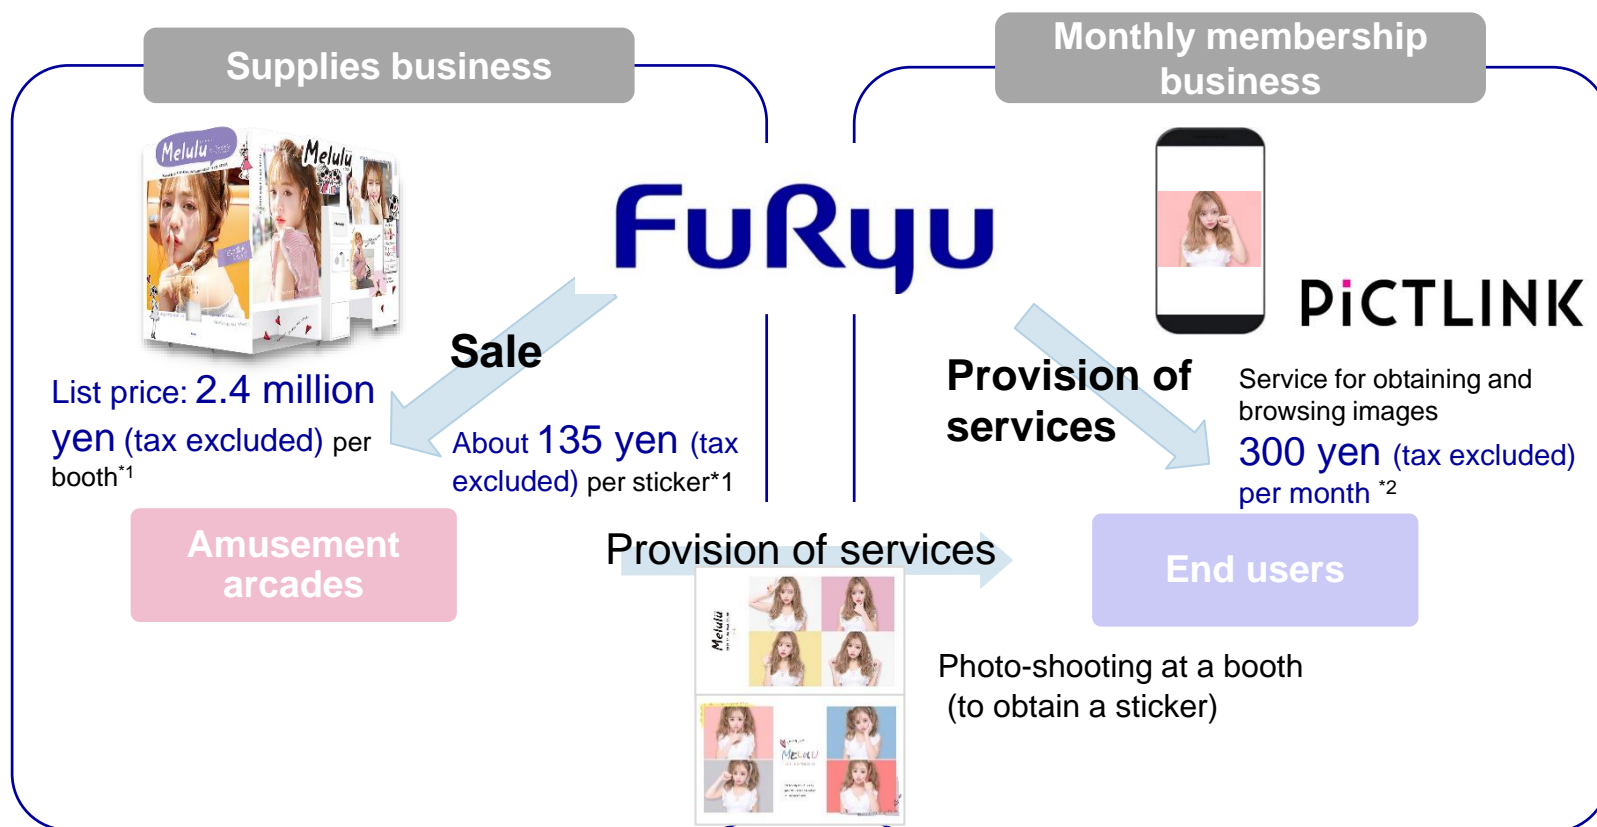 Supplies business
Monthly membership
business
Melulu
Melulu
FuRyu
PiCTLINK
Sale
List price: 2.4 million
yen (tax excluded) per
booth*1
About 135 yen (tax
excluded) per sticker*1
Provision of
services
Service for obtaining and
browsing images
300 yen (tax excluded)
per month *2
Amusement
arcades
Provision of services
End users
Melulu
MELULU
Photo-shooting at a booth
(to obtain a sticker)